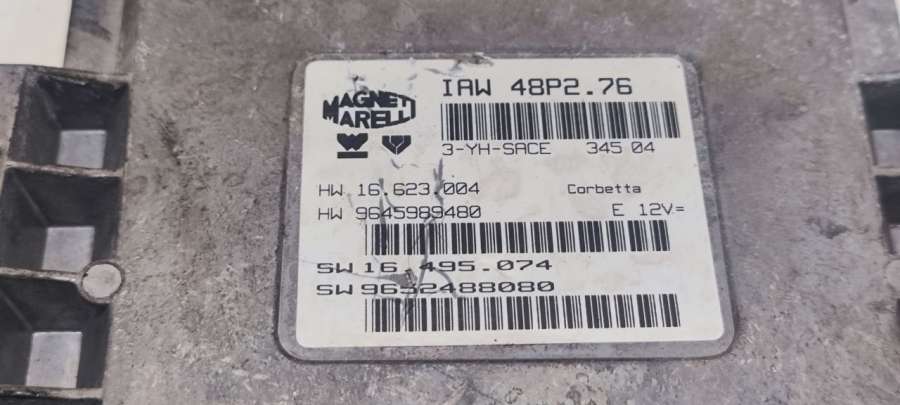 MAGNETI
MARELLI
IAW 48P2.76
3-YH-SACE 345 04
HW 16.623.004 Corbetta
HW 9645989480 E 12V=
SW 16.495.074
SW 9652488080